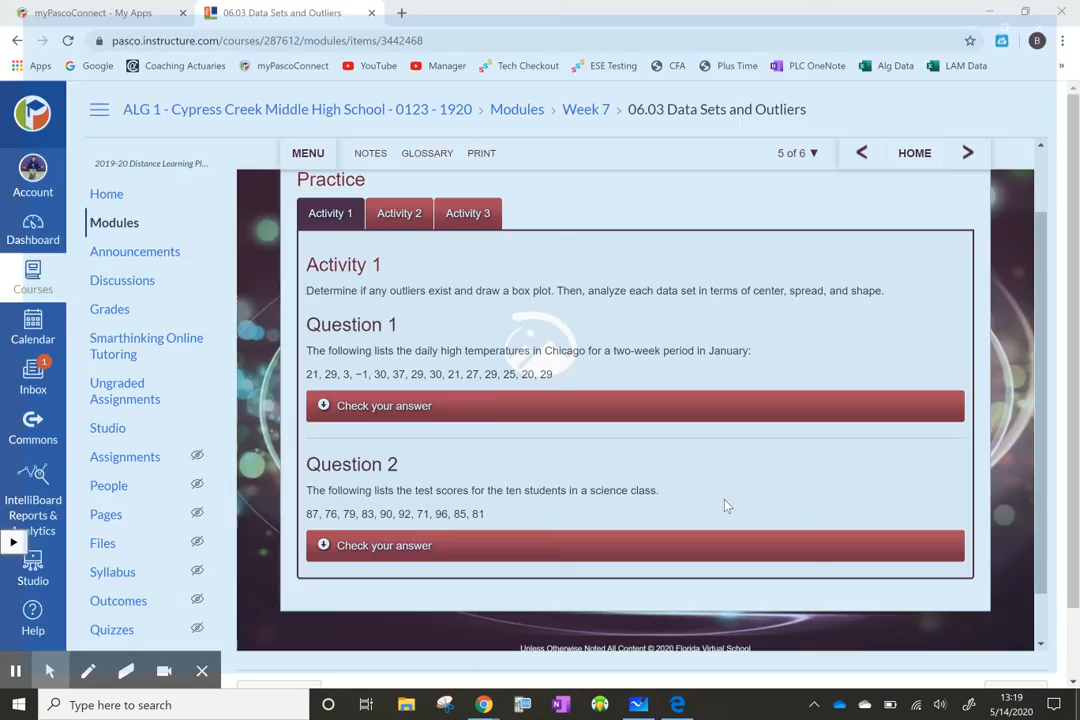 myPascoConnect - My Apps
06.03 Data Sets and Outliers
pasco.instructure.com/courses/287612/modules/items/3442468
B
Apps
Google
Coaching Actuaries
myPascoConnect
YouTube
Manager
Tech Checkout
ESE Testing
CFA
Plus Time
PLC OneNote
Alg Data
LAM Data
»
ALG 1 - Cypress Creek Middle High School - 0123 - 1920 > Modules > Week 7 > 06.03 Data Sets and Outliers
Account
Dashboard
Courses
Calendar
1
Inbox
Commons
IntelliBoard
Reports &
Analytics
Studio
Help
2019-20 Distance Learning Pl...
Home
Modules
Announcements
Discussions
Grades
Smarthinking Online
Tutoring
Ungraded
Assignments
Studio
Assignments
People
Pages
Files
Syllabus
Outcomes
Quizzes
MENU
NOTES
GLOSSARY
PRINT
5 of 6 ▼
<
HOME
>
Practice
Activity 1
Activity 2
Activity 3
Activity 1
Determine if any outliers exist and draw a box plot. Then, analyze each data set in terms of center, spread, and shape.
Question 1
The following lists the daily high temperatures in Chicago for a two-week period in January:
21, 29, 3, −1, 30, 37, 29, 30, 21, 27, 29, 25, 20, 29
Check your answer
Question 2
The following lists the test scores for the ten students in a science class.
87, 76, 79, 83, 90, 92, 71, 96, 85, 81
Check your answer
Unless Otherwise Noted All Content © 2020 Florida Virtual School
Type here to search
13:19
5/14/2020